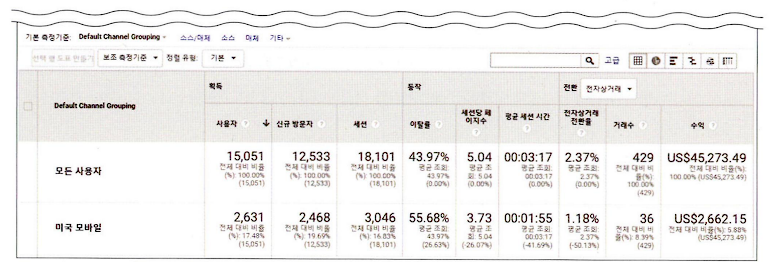 기본 측정기준: Default Channel Grouping 소스/매체 소스 매체 기타
선택 행 도표 만들기 보조 측정기준 정렬 유형: 기본 고급
Default Channel Grouping 획득 동작 전환 전자상거래
사용자 신규 방문자 세션 이탈률 세션당 페이지수 평균 세션 시간 전자상거래 전환율 거래수 수익
모든 사용자 15,051 12,533 18,101 43.97% 5.04 00:03:17 2.37% 429 US$45,273.49
전체 대비 비율(%): 100.00% (15,051) 전체 대비 비율(%): 100.00% (12,533) 전체 대비 비율(%): 100.00% (18,101) 평균 조회: 43.97% (0.00%) 평균 조회: 5.04 (0.00%) 평균 조회: 00:03:17 (0.00%) 평균 조회: 2.37% (0.00%) 전체 대비 비율(%): 100.00% (429) 전체 대비 비율(%): 100.00% (US$45,273.49)
미국 모바일 2,631 2,468 3,046 55.68% 3.73 00:01:55 1.18% 36 US$2,662.15
전체 대비 비율(%): 17.48% (15,051) 전체 대비 비율(%): 19.69% (12,533) 전체 대비 비율(%): 16.83% (18,101) 평균 조회: 43.97% (26.63%) 평균 조회: 5.04 (-26.07%) 평균 조회: 00:03:17 (-41.69%) 평균 조회: 2.37% (-50.13%) 전체 대비 비율(%): 8.39% (429) 전체 대비 비율(%): 5.88% (US$45,273.49)